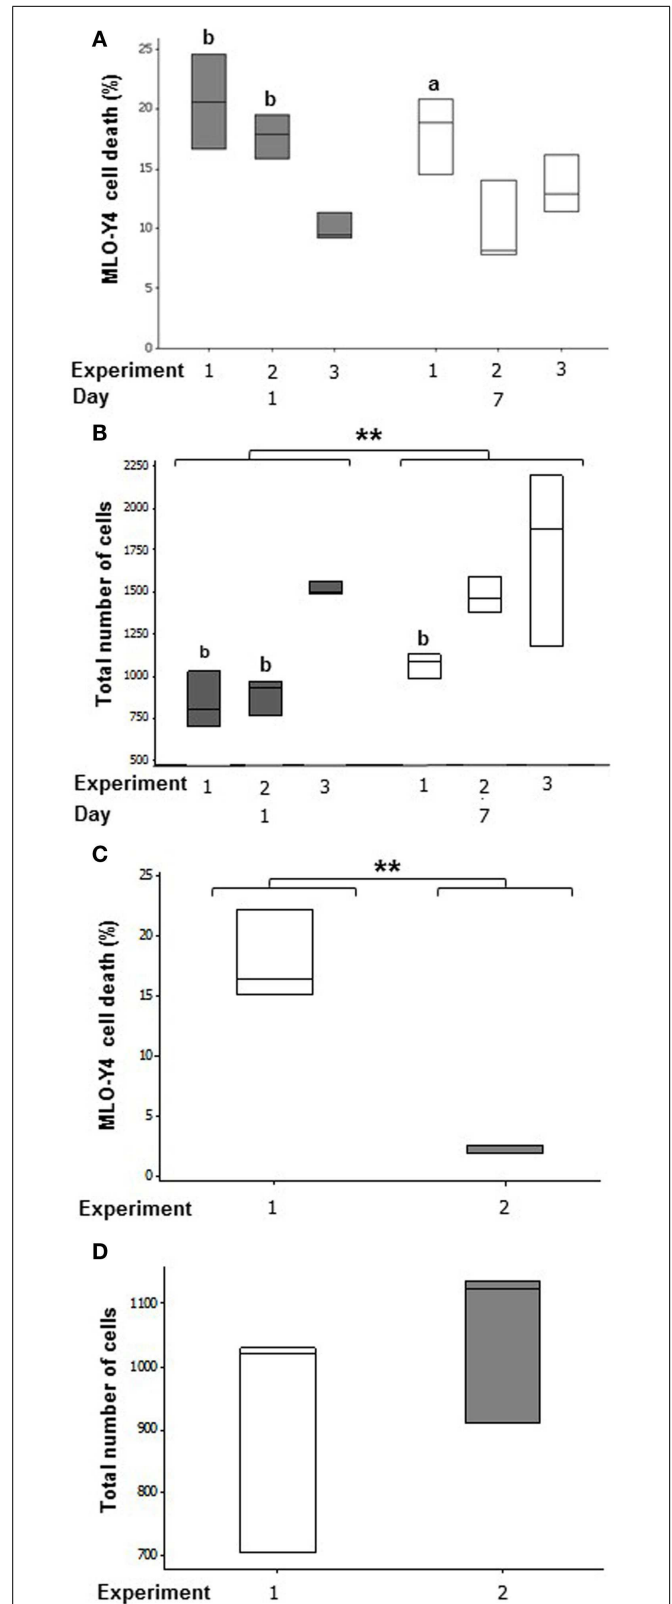 A
MLO-Y4 cell death (%)
25
20
15
10
5
0
b
b
a
Experiment 1 2 3 1 2 3
Day 1 7
B
**
Total number of cells
2250
2000
1750
1500
1250
1000
750
500
b
b
b
Experiment 1 2 3 1 2 3
Day 1 7
C
**
MLO-Y4 cell death (%)
25
20
15
10
5
0
Experiment 1 2
D
Total number of cells
1100
1000
900
800
700
Experiment 1 2